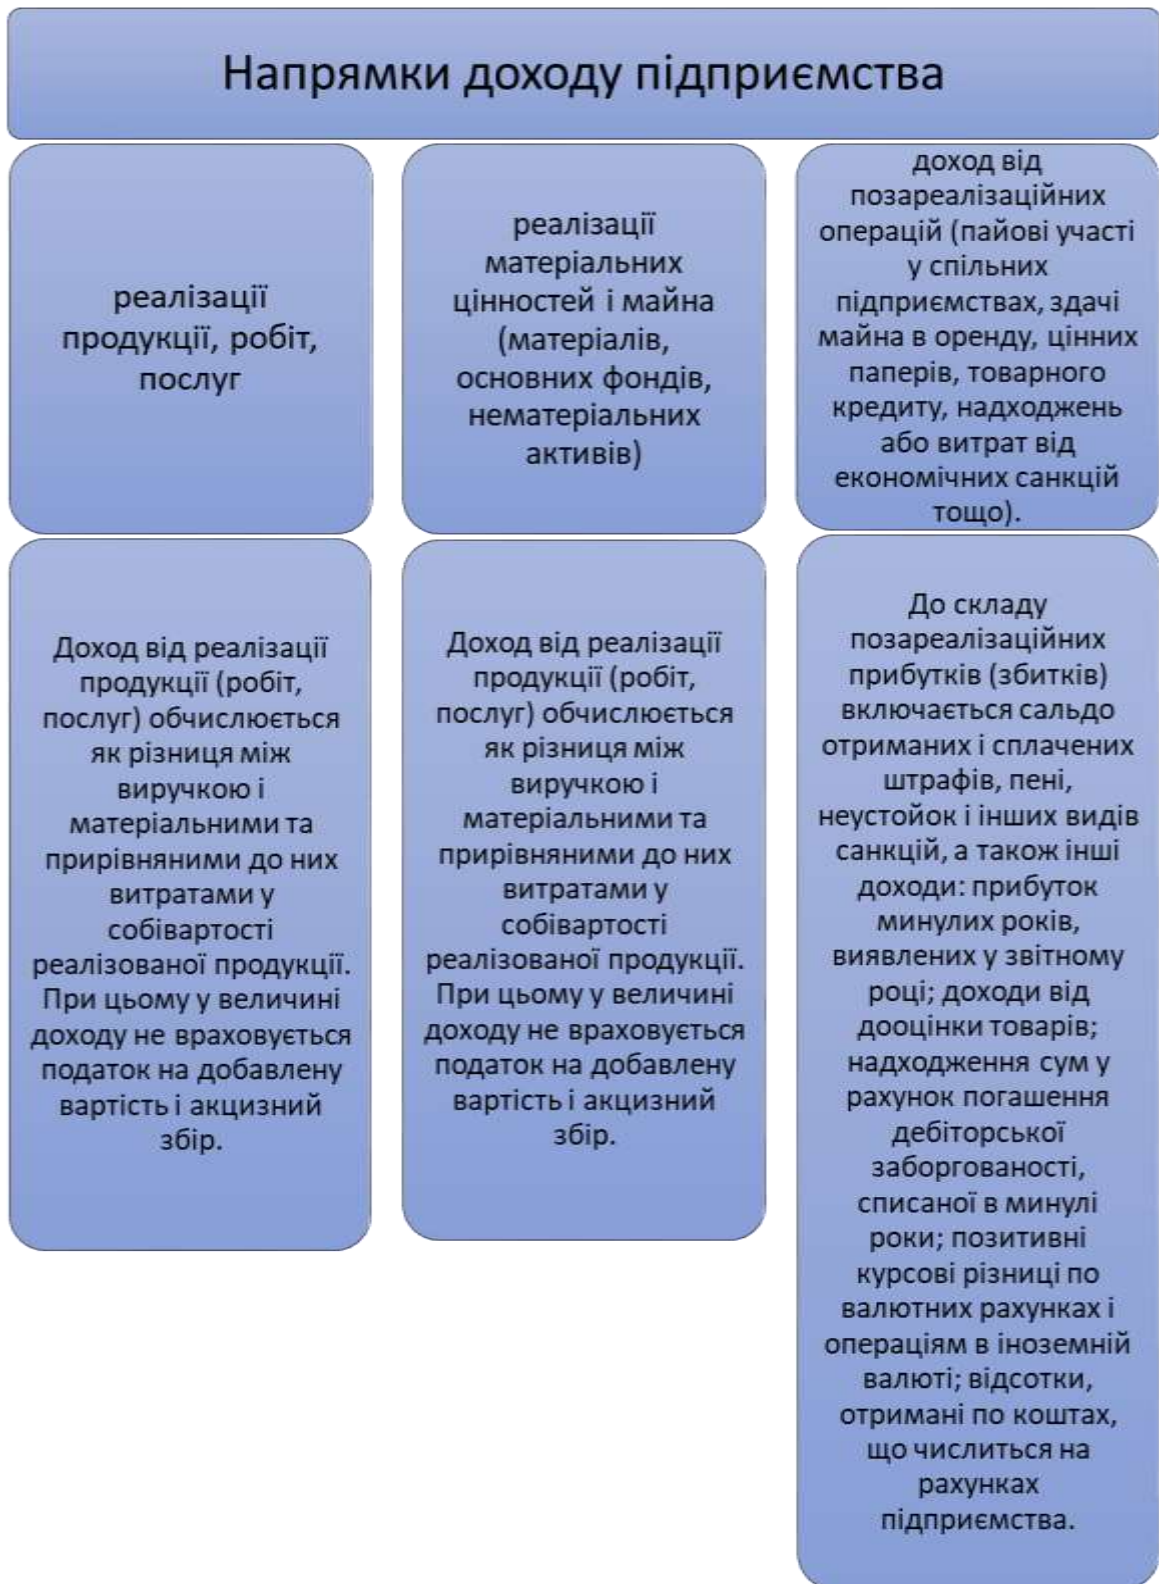 Напрямки доходу підприємства
реалізації
продукції, робіт,
послуг
реалізації
матеріальних
цінностей і майна
(матеріалів,
основних фондів,
нематеріальних
активів)
доход від
позареалізаційних
операцій (пайові участі
у спільних
підприємствах, здачі
майна в оренду, цінних
паперів, товарного
кредиту, надходжень
або витрат від
економічних санкцій
тощо).
Доход від реалізації
продукції (робіт,
послуг) обчислюється
як різниця між
виручкою і
матеріальними та
прирівняними до них
витратами у
собівартості
реалізованої продукції.
При цьому у величині
доходу не враховується
податок на добавлену
вартість і акцизний
збір.
Доход від реалізації
продукції (робіт,
послуг) обчислюється
як різниця між
виручкою і
матеріальними та
прирівняними до них
витратами у
собівартості
реалізованої продукції.
При цьому у величині
доходу не враховується
податок на добавлену
вартість і акцизний
збір.
До складу
позареалізаційних
прибутків (збитків)
включається сальдо
отриманих і сплачених
штрафів, пені,
неустойок і інших видів
санкцій, а також інші
доходи: прибуток
минулих років,
виявлених у звітному
році; доходи від
дооцінки товарів;
надходження сум у
рахунок погашення
дебіторської
заборгованості,
списаної в минулі
роки; позитивні
курсові різниці по
валютних рахунках і
операціям в іноземній
валюті; відсотки,
отримані по коштах,
що числиться на
рахунках
підприємства.